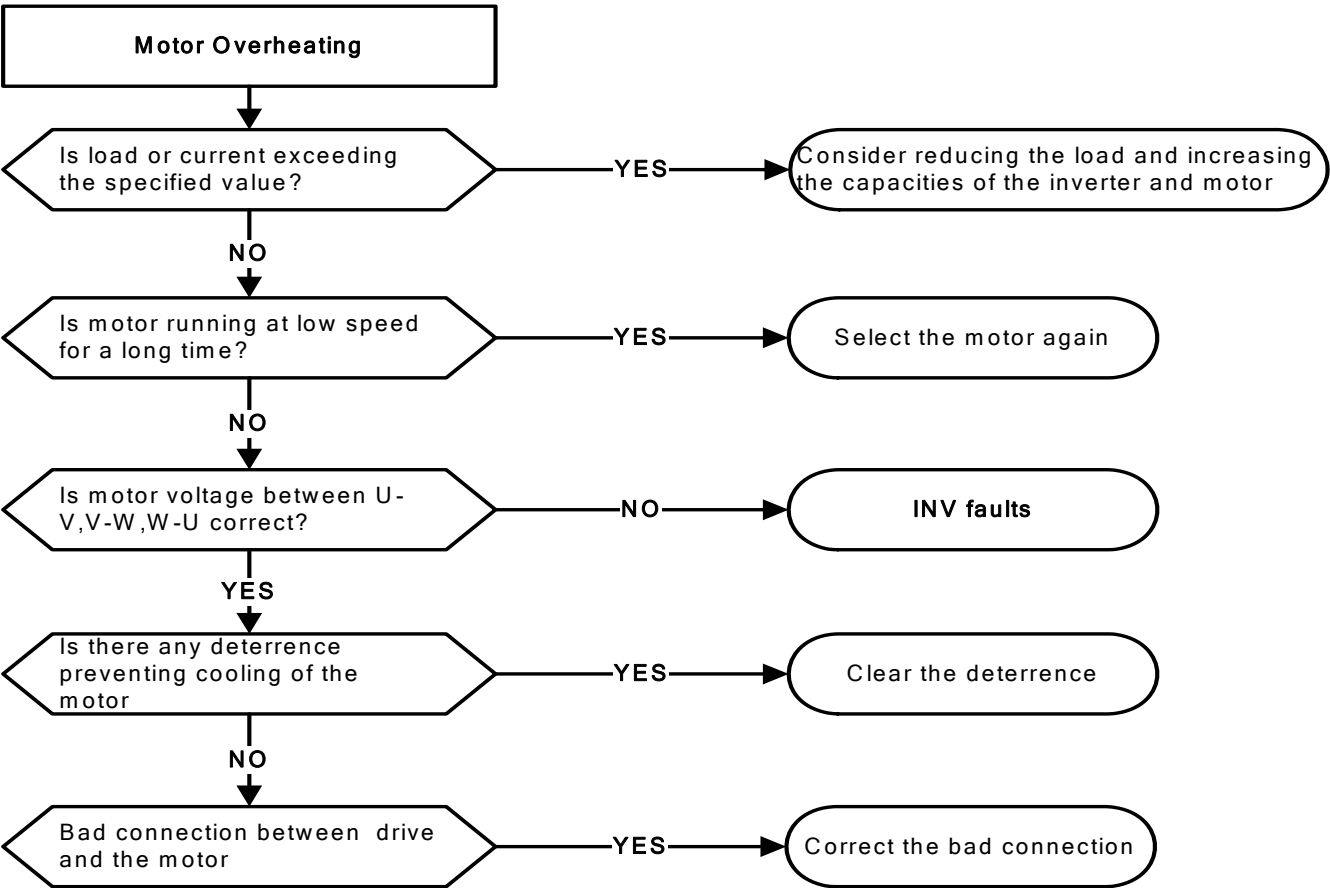 Motor Overheating
Is load or current exceeding
the specified value?
YES
Consider reducing the load and increasing
the capacities of the inverter and motor
NO
Is motor running at low speed
for a long time?
YES
Select the motor again
NO
Is motor voltage between U-
V,V-W,W-U correct?
NO
INV faults
YES
Is there any deterrence
preventing cooling of the
motor
YES
Clear the deterrence
NO
Bad connection between drive
and the motor
YES
Correct the bad connection